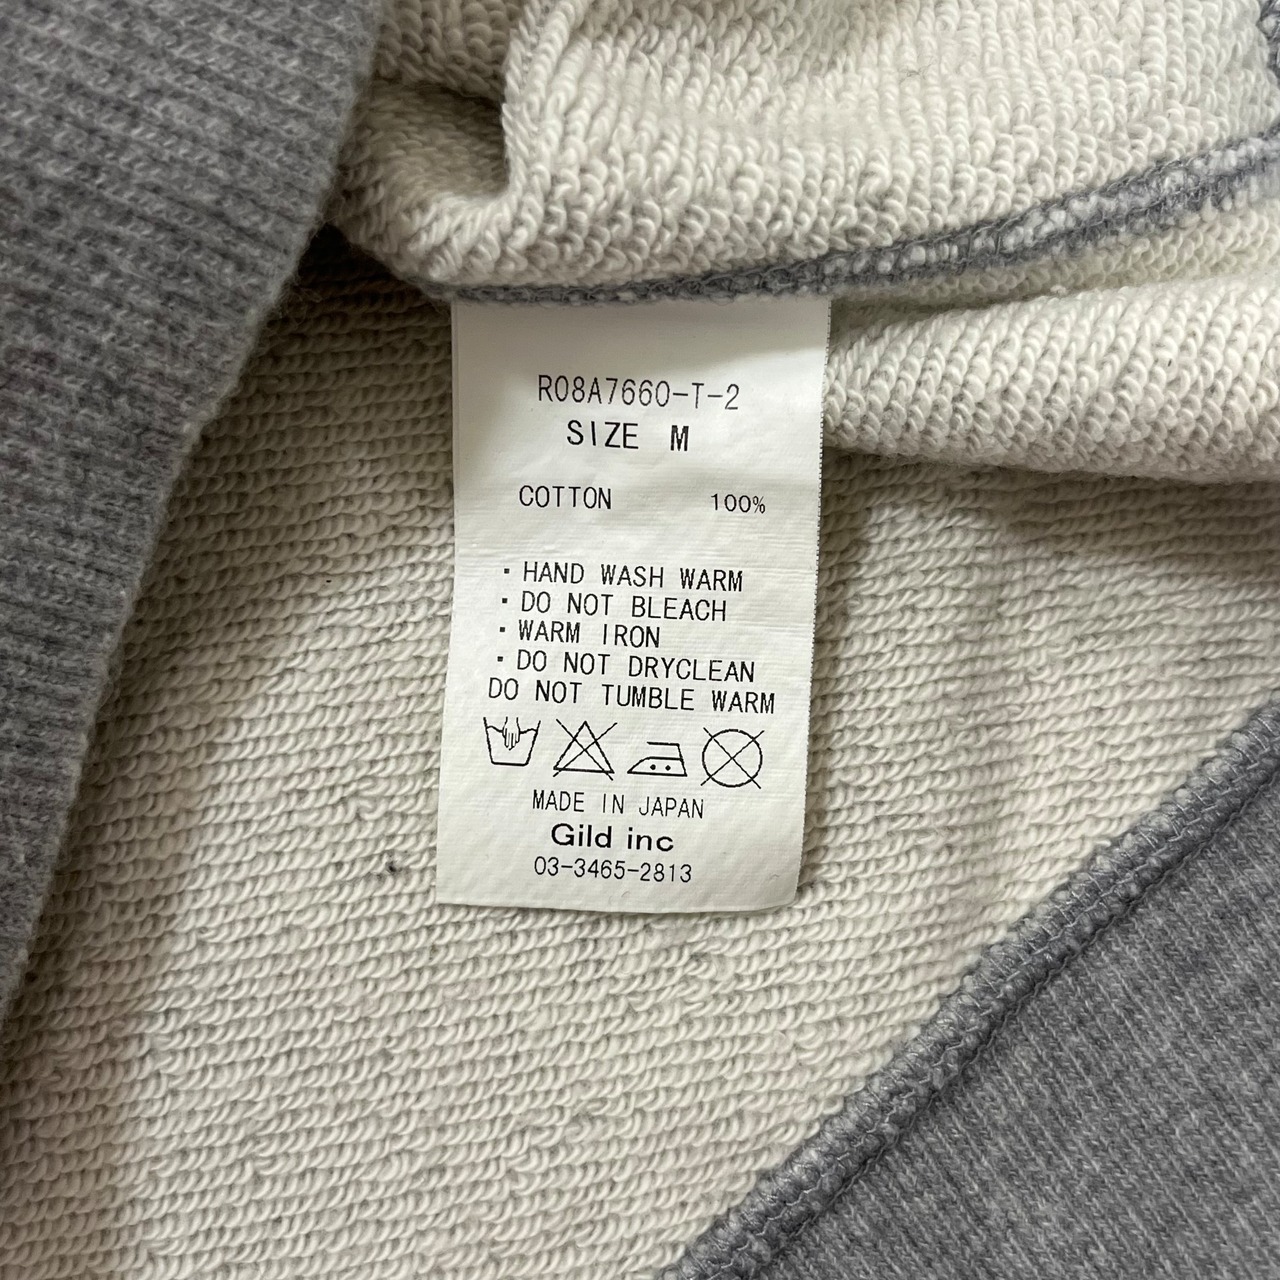 R08A7660-T-2
SIZE M
COTTON 100%
・HAND WASH WARM
・DO NOT BLEACH
・WARM IRON
・DO NOT DRYCLEAN
DO NOT TUMBLE WARM
MADE IN JAPAN
Gild inc
03-3465-2813